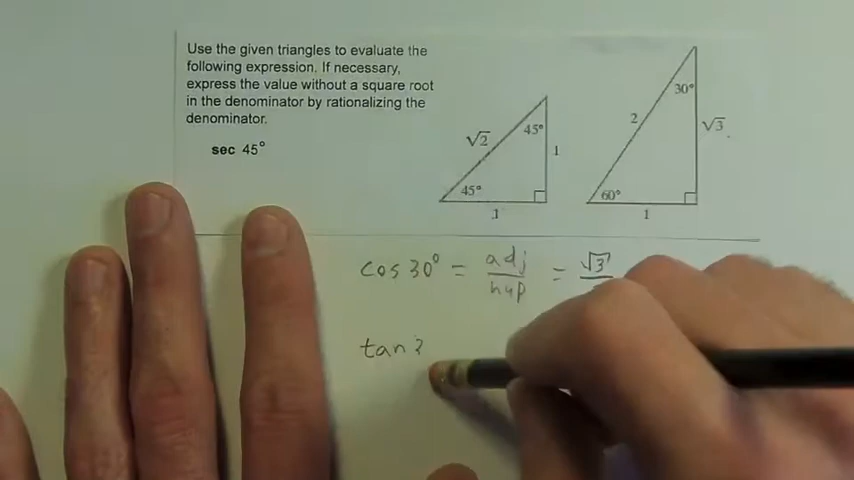 Use the given triangles to evaluate the
following expression. If necessary,
express the value without a square root
in the denominator by rationalizing the
denominator.
sec 45°
√2
45°
45°
1
1
30°
2
√3
60°
1
cos 30° = adj/hyp = √3
tan 3